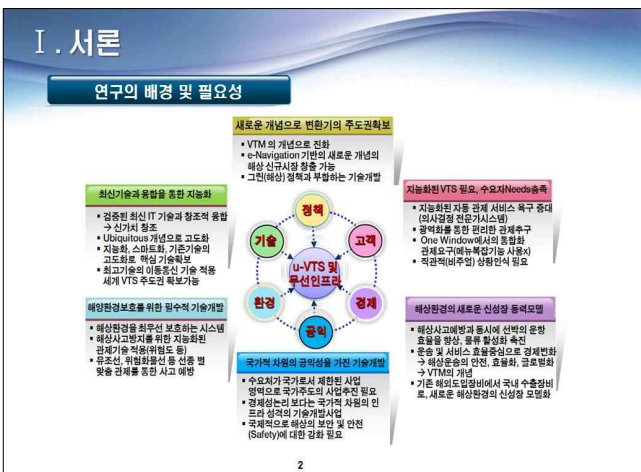 Ⅰ. 서론
연구의 배경 및 필요성
새로운 개념으로 변환기의 주도권확보
▪ VTM 의 개념으로 진화
▪ e-Navigation 기반의 새로운 개념의
해상 신규시장 창출 가능
▪ 그린(해상) 정책과 부합하는 기술개발
최신기술과 융합을 통한 지능화
▪ 검증된 최신 IT 기술과 창조적 융합
→ 신가치 창조
▪ Ubiquitous 개념으로 고도화
▪ 지능화, 스마트화, 기존기술의
고도화로 핵심 기술확보
▪ 최고기술의 이동통신 기술 적용
세계 VTS 주도권 확보가능
지능화된 VTS 필요, 수요자Needs충족
▪ 지능화된 자동 관제 서비스 욕구 증대
(의사결정 전문가시스템)
▪ 광역화를 통한 편리한 관제추구
▪ One Window에서의 통합화
관제요구(메뉴복잡기능 사용x)
▪ 직관적(비주얼) 상황인식 필요
정책
기술
고객
u-VTS 및
무선인프라
환경
경제
공익
해양환경보호를 위한 필수적 기술개발
▪ 해상환경을 최우선 보호하는 시스템
▪ 해상사고방지를 위한 지능화된
관제기술 적용(위험도 등)
▪ 유조선, 위험화물선 등 선종 별
맞춤 관제를 통한 사고 예방
해상환경의 새로운 신성장 동력모델
▪ 해상사고예방과 동시에 선박의 운항
효율을 향상, 물류 활성화 촉진
▪ 운송 및 서비스 효율중심으로 경제변화
→ 해상운송의 안전, 효율화, 글로벌화
→ VTM의 개념
▪ 기존 해외도입장비에서 국내 수출장비
로, 새로운 해상환경의 신성장 모델화
국가적 차원의 공익성을 가진 기술개발
▪ 수요처가 국가로서 제한된 사업
영역으로 국가주도의 사업추진 필요
▪ 경제성논리 보다는 국가적 차원의 인
프라 성격의 기술개발사업
▪ 국제적으로 해상의 보안 및 안전
(Safety)에 대한 강화 필요
2